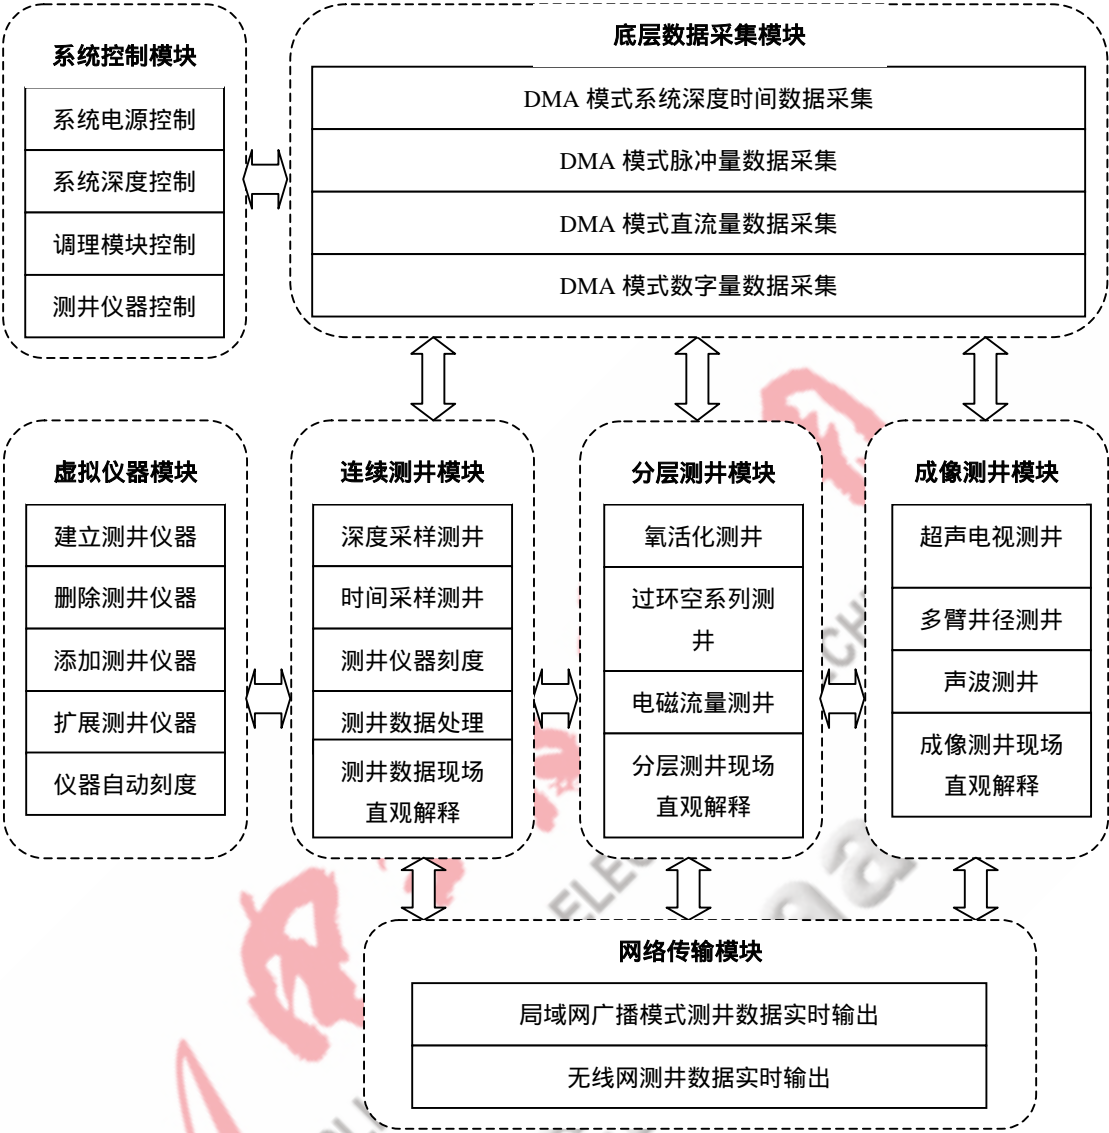 系统控制模块
系统电源控制
系统深度控制
调理模块控制
测井仪器控制
底层数据采集模块
DMA 模式系统深度时间数据采集
DMA 模式脉冲量数据采集
DMA 模式直流量数据采集
DMA 模式数字量数据采集
虚拟仪器模块
建立测井仪器
删除测井仪器
添加测井仪器
扩展测井仪器
仪器自动刻度
连续测井模块
深度采样测井
时间采样测井
测井仪器刻度
测井数据处理
测井数据现场
直观解释
分层测井模块
氧活化测井
过环空系列测
井
电磁流量测井
分层测井现场
直观解释
成像测井模块
超声电视测井
多臂井径测井
声波测井
成像测井现场
直观解释
网络传输模块
局域网广播模式测井数据实时输出
无线网测井数据实时输出